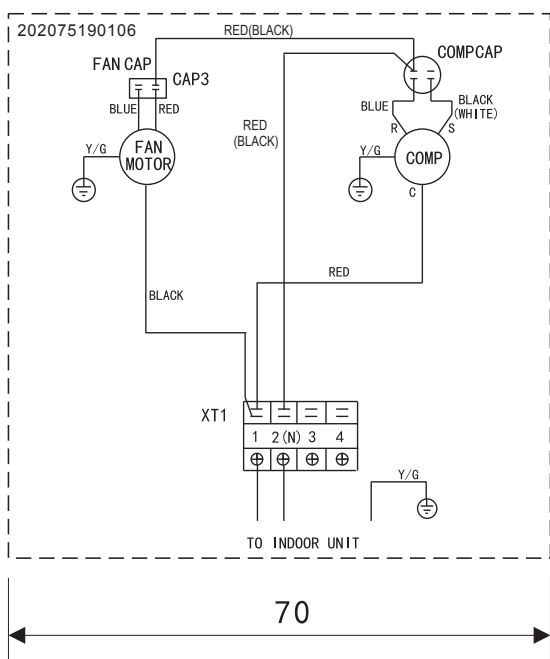 202075190106
RED(BLACK)
FAN CAP
CAP3
COMPCAP
BLUE
RED
BLUE
BLACK
(WHITE)
RED
(BLACK)
R
S
Y/G
FAN
MOTOR
Y/G
COMP
C
RED
BLACK
XT1
1 2(N) 3 4
Y/G
TO INDOOR UNIT
70